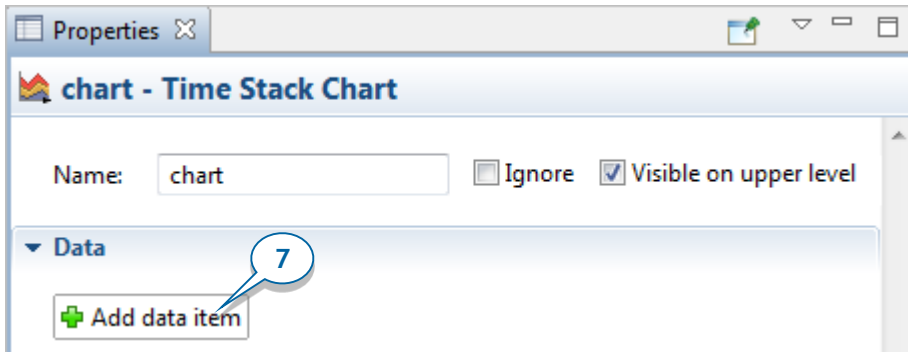 Properties
chart - Time Stack Chart
Name: chart Ignore Visible on upper level
Data
7
Add data item